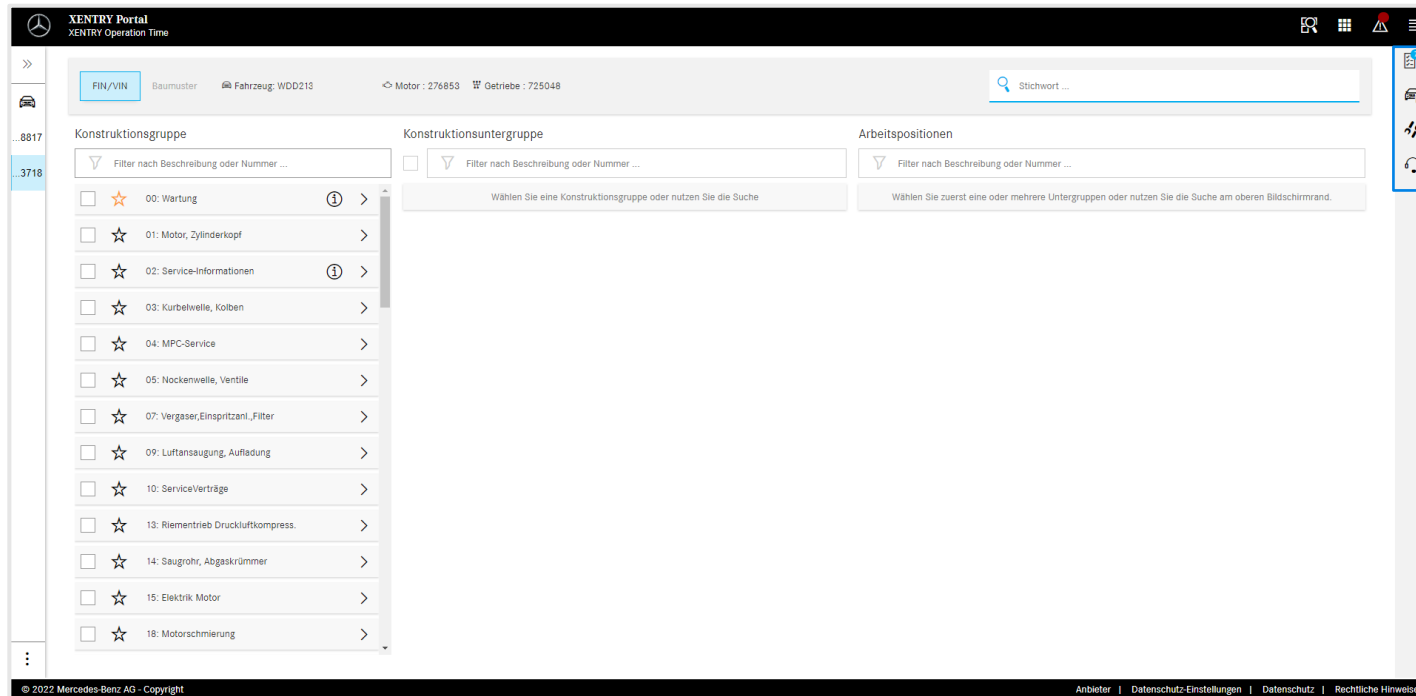 XENTRY Portal
XENTRY Operation Time
FIN/VIN Baumuster Fahrzeug: WDD213 Motor : 276853 Getriebe : 725048 Stichwort ...
...8817
...3718
Konstruktionsgruppe
Filter nach Beschreibung oder Nummer ...
00: Wartung
01: Motor, Zylinderkopf
02: Service-Informationen
03: Kurbelwelle, Kolben
04: MPC-Service
05: Nockenwelle, Ventile
07: Vergaser,Einspritzanl.,Filter
09: Luftansaugung, Aufladung
10: ServiceVerträge
13: Riementrieb Druckluftkompress.
14: Saugrohr, Abgaskrümmer
15: Elektrik Motor
18: Motorschmierung
Konstruktionsuntergruppe
Filter nach Beschreibung oder Nummer ...
Wählen Sie eine Konstruktionsgruppe oder nutzen Sie die Suche
Arbeitspositionen
Filter nach Beschreibung oder Nummer ...
Wählen Sie zuerst eine oder mehrere Untergruppen oder nutzen Sie die Suche am oberen Bildschirmrand.
© 2022 Mercedes-Benz AG - Copyright
Anbieter | Datenschutz-Einstellungen | Datenschutz | Rechtliche Hinweise